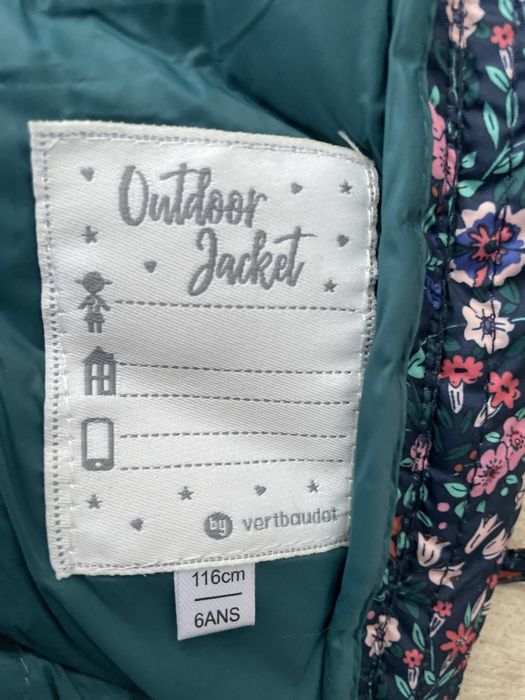 Outdoor
Jacket
by vertbaudet
116cm
6ANS